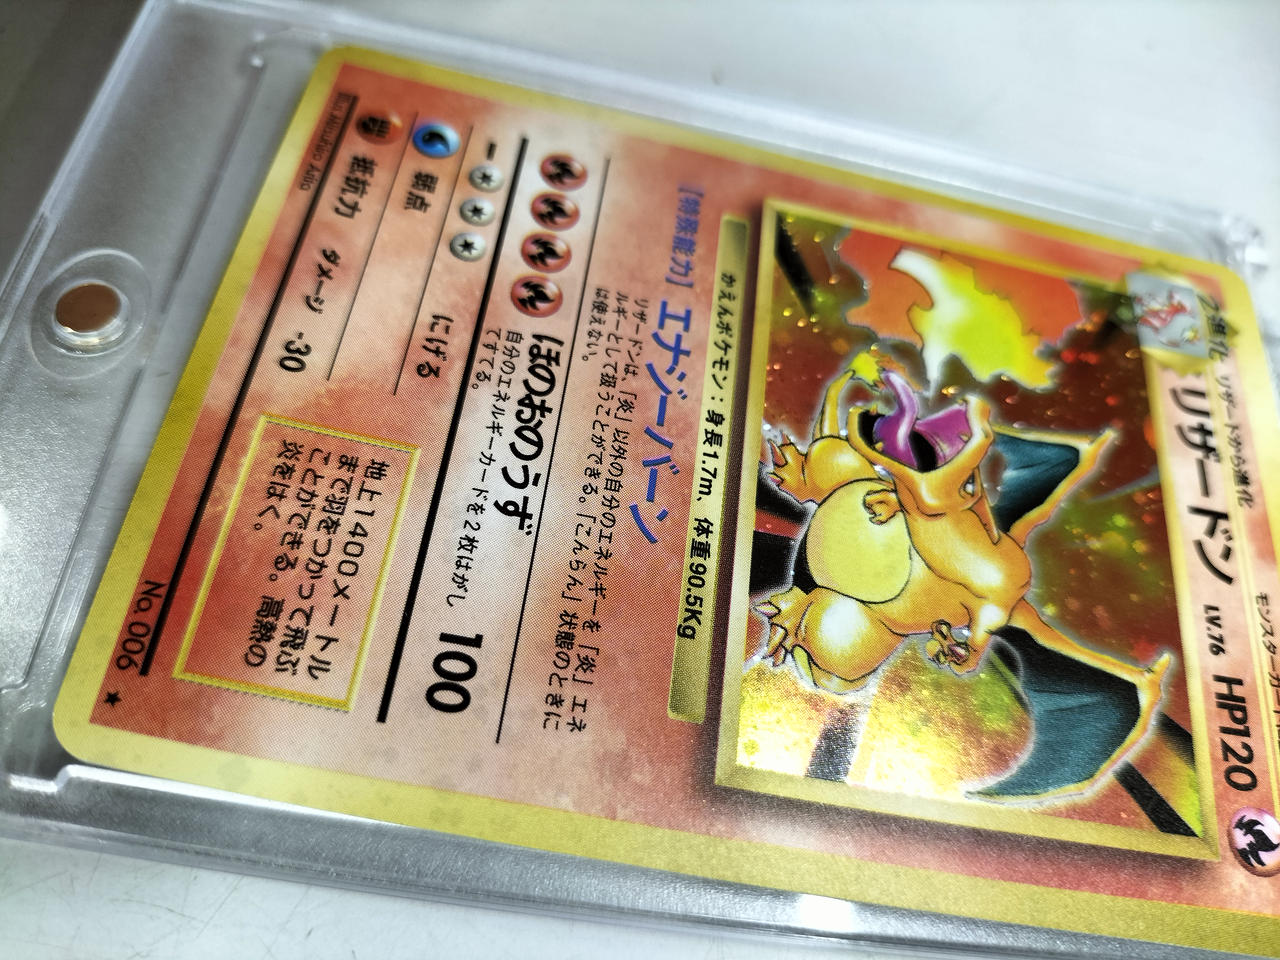 2進化 リザードから進化
モンスターカード
リザードン LV.76 HP120
かえんポケモン:身長1.7m、体重90.5Kg
【特殊能力】エナジーバーン
リザードンは、「炎」以外の自分のエネルギーを「炎」エネ
ルギーとして扱うことができる。「こんらん」状態のときに
は使えない。
ほのおのうず 100
自分のエネルギーカードを2枚はがし
てすてる。
にげる
弱点
抵抗力 ダメージ -30
地上1400メートル
まで羽をつかって飛ぶ
ことができる。高熱の
炎をはく。
Illus. Mitsuhiro Arita
No.006 ★